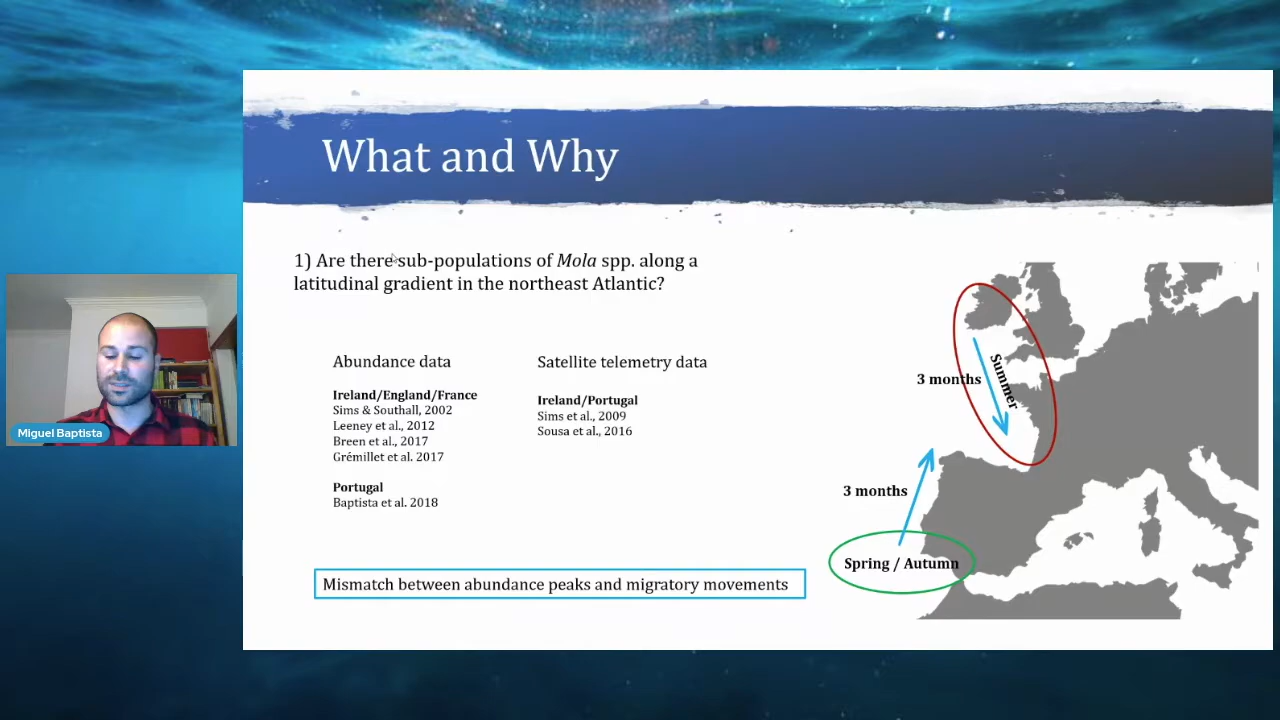 What and Why
1) Are there sub-populations of Mola spp. along a
latitudinal gradient in the northeast Atlantic?
Abundance data
Ireland/England/France
Sims & Southall, 2002
Leeney et al., 2012
Breen et al., 2017
Grémillet et al. 2017
Portugal
Baptista et al. 2018
Satellite telemetry data
Ireland/Portugal
Sims et al., 2009
Sousa et al., 2016
Mismatch between abundance peaks and migratory movements
Summer
3 months
3 months
Spring / Autumn
Miguel Baptista